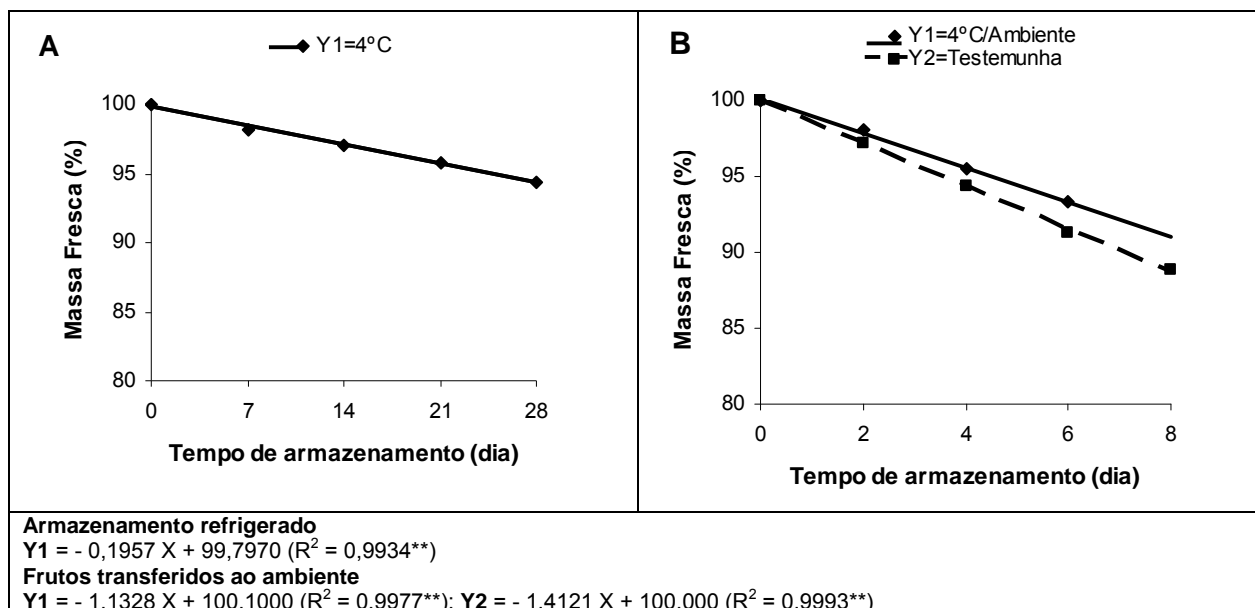 A
Y1=4ºC
100
95
90
85
80
0 7 14 21 28
Massa Fresca (%)
Tempo de armazenamento (dia)
B
Y1=4ºC/Ambiente
Y2=Testemunha
100
95
90
85
80
0 2 4 6 8
Massa Fresca (%)
Tempo de armazenamento (dia)
Armazenamento refrigerado
Y1 = - 0,1957 X + 99,7970 (R² = 0,9934**)
Frutos transferidos ao ambiente
Y1 = - 1,1328 X + 100,1000 (R² = 0,9977**); Y2 = - 1,4121 X + 100,000 (R² = 0,9993**)